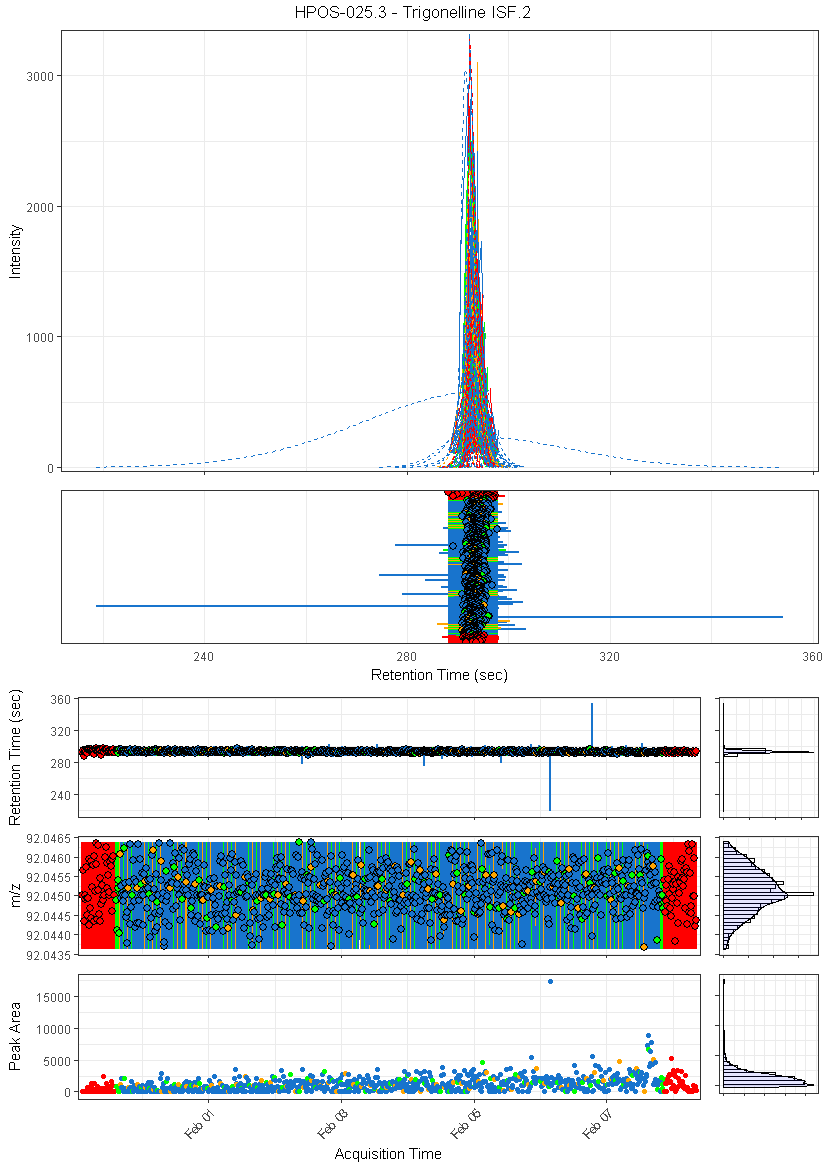 HPOS-025.3 - Trigonelline ISF.2
3000
2000
1000
0
Intensity
240
280
320
360
Retention Time (sec)
360
320
280
240
Retention Time (sec)
92.0465
92.0460
92.0455
92.0450
92.0445
92.0440
92.0435
m/z
15000
10000
5000
0
Peak Area
Feb 01
Feb 03
Feb 05
Feb 07
Acquisition Time